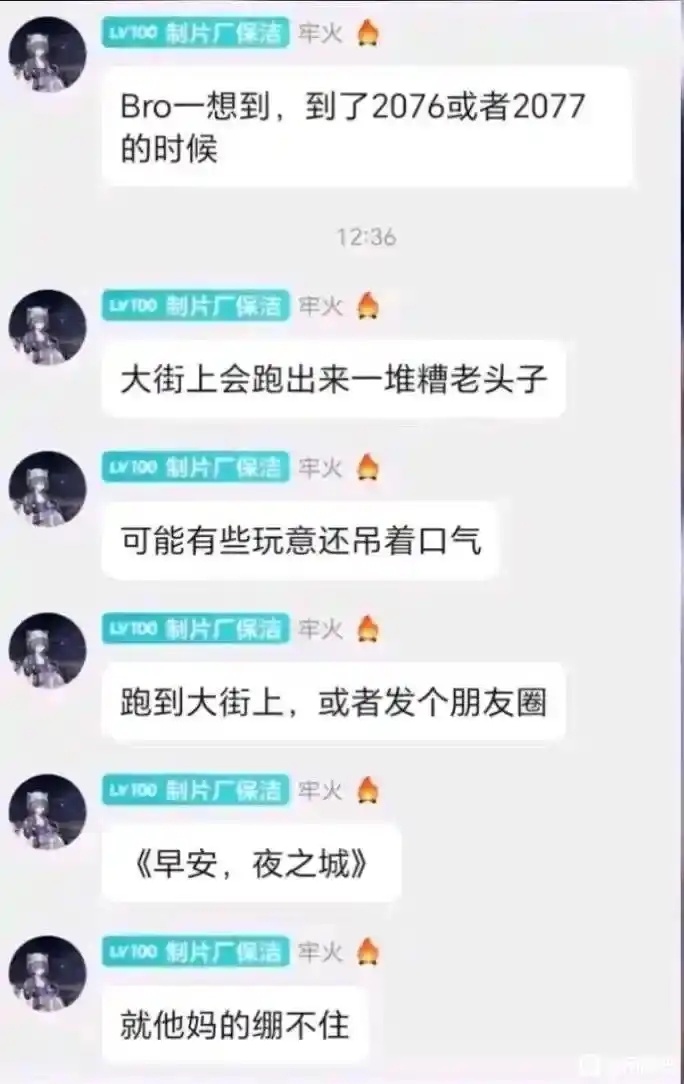 LV100 制片厂保洁 牢火
Bro一想到，到了2076或者2077
的时候
12:36
LV100 制片厂保洁 牢火
大街上会跑出来一堆糟老头子
LV100 制片厂保洁 牢火
可能有些玩意还吊着口气
LV100 制片厂保洁 牢火
跑到大街上，或者发个朋友圈
LV100 制片厂保洁 牢火
《早安，夜之城》
LV100 制片厂保洁 牢火
就他妈的绷不住